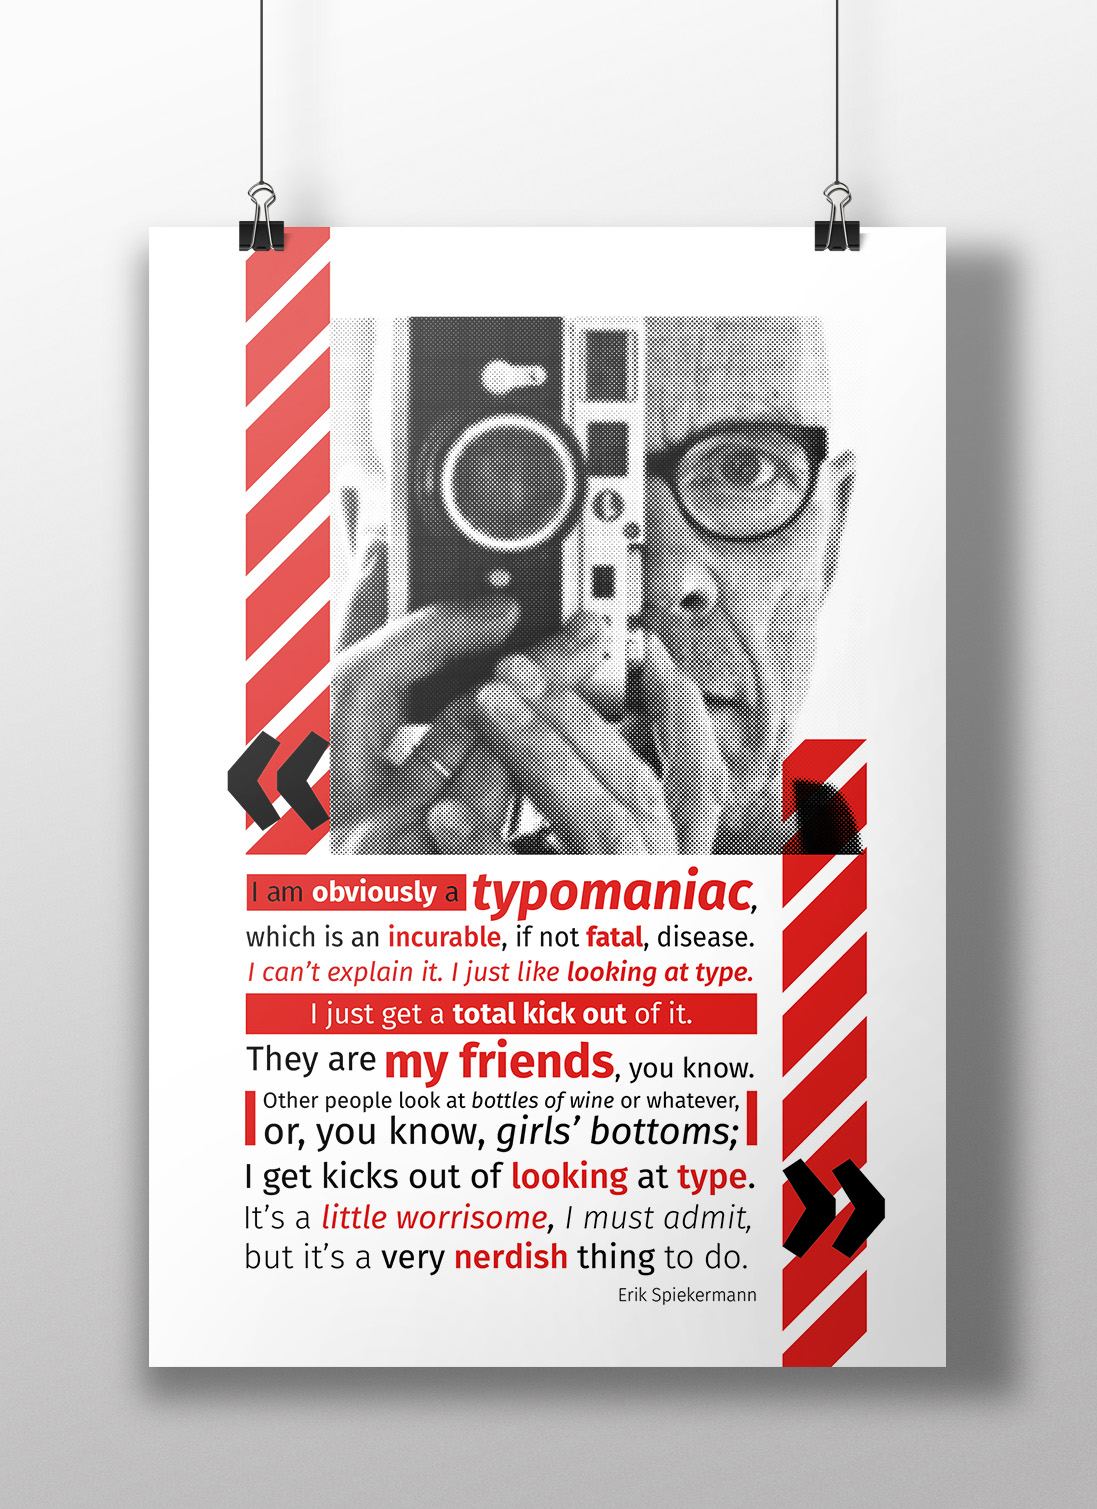 «
I am obviously a typomaniac,
which is an incurable, if not fatal, disease.
I can’t explain it. I just like looking at type.
I just get a total kick out of it.
They are my friends, you know.
Other people look at bottles of wine or whatever,
or, you know, girls’ bottoms;
I get kicks out of looking at type.
It’s a little worrisome, I must admit,
but it’s a very nerdish thing to do.
»
Erik Spiekermann